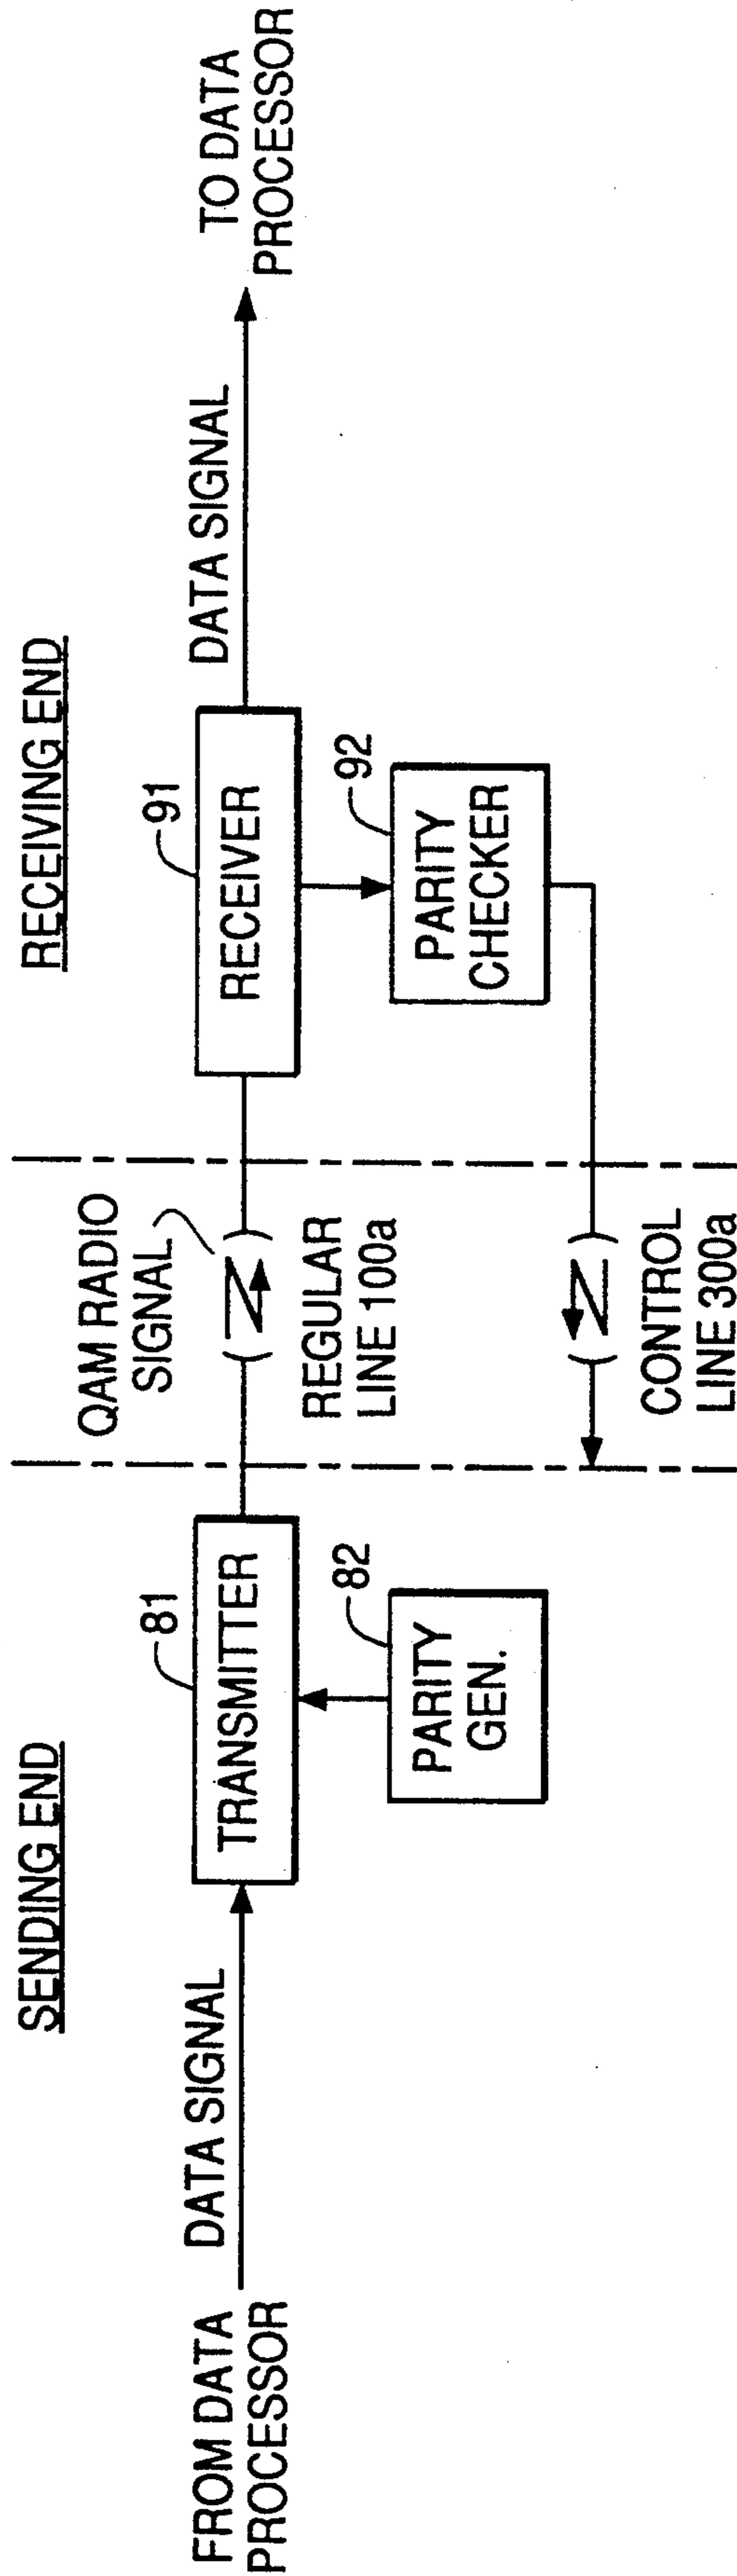 SENDING END
RECEIVING END
FROM DATA
PROCESSOR
DATA SIGNAL
81
TRANSMITTER
82
PARITY
GEN.
QAM RADIO
SIGNAL
REGULAR
LINE 100a
CONTROL
LINE 300a
91
RECEIVER
92
PARITY
CHECKER
DATA SIGNAL
TO DATA
PROCESSOR